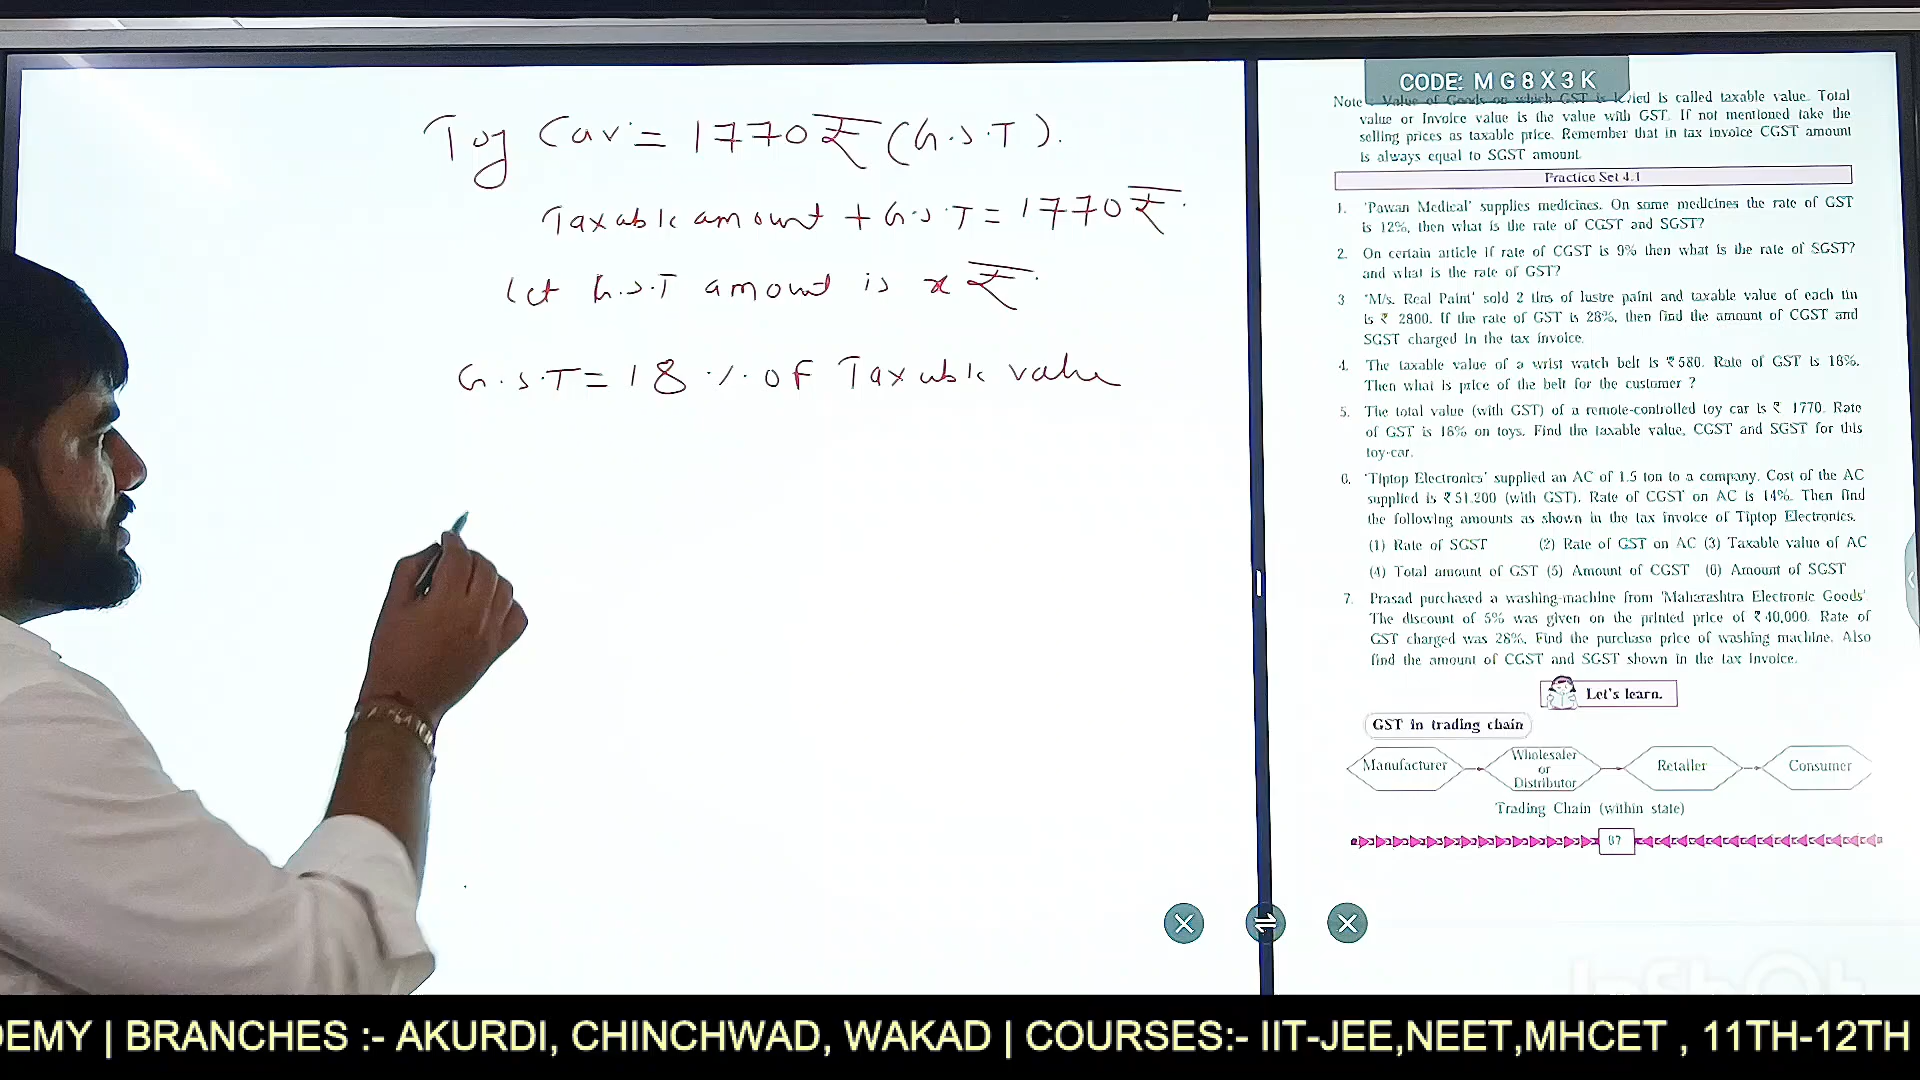 Toy Car = 1770 ₹ (G.S.T).
Taxable amount + G.S.T = 1770 ₹.
Let G.S.T amount is x ₹.
G.S.T = 18 % of Taxable value
CODE: M G 8 X 3 K
Note : Value of Goods on which GST is levied is called taxable value. Total
value or Invoice value is the value with GST. If not mentioned take the
selling prices as taxable price. Remember that in tax invoice CGST amount
is always equal to SGST amount.
Practice Set 4.1
1. 'Pawan Medical' supplies medicines. On some medicines the rate of GST
is 12%, then what is the rate of CGST and SGST?
2. On certain article if rate of CGST is 9% then what is the rate of SGST?
and what is the rate of GST?
3 'M/s. Real Paint' sold 2 tins of lustre paint and taxable value of each tin
is ₹ 2800. If the rate of GST is 28%, then find the amount of CGST and
SGST charged in the tax invoice.
4. The taxable value of a wrist watch belt is ₹ 580. Rate of GST is 18%.
Then what is price of the belt for the customer ?
5. The total value (with GST) of a remote-controlled toy car is ₹ 1770. Rate
of GST is 18% on toys. Find the taxable value, CGST and SGST for this
toy-car.
6. 'Tiptop Electronics' supplied an AC of 1.5 ton to a company. Cost of the AC
supplied is ₹ 51,200 (with GST). Rate of CGST on AC is 14%. Then find
the following amounts as shown in the tax invoice of Tiptop Electronics.
(1) Rate of SGST (2) Rate of GST on AC (3) Taxable value of AC
(4) Total amount of GST (5) Amount of CGST (6) Amount of SGST
7. Prasad purchased a washing-machine from 'Maharashtra Electronic Goods'
The discount of 5% was given on the printed price of ₹ 40,000. Rate of
GST charged was 28%. Find the purchase price of washing machine. Also
find the amount of CGST and SGST shown in the tax invoice.
Let's learn.
GST in trading chain
Manufacturer
Wholesaler
or
Distributor
Retailer
Consumer
Trading Chain (within state)
87
DEMY | BRANCHES :- AKURDI, CHINCHWAD, WAKAD | COURSES:- IIT-JEE,NEET,MHCET , 11TH-12TH